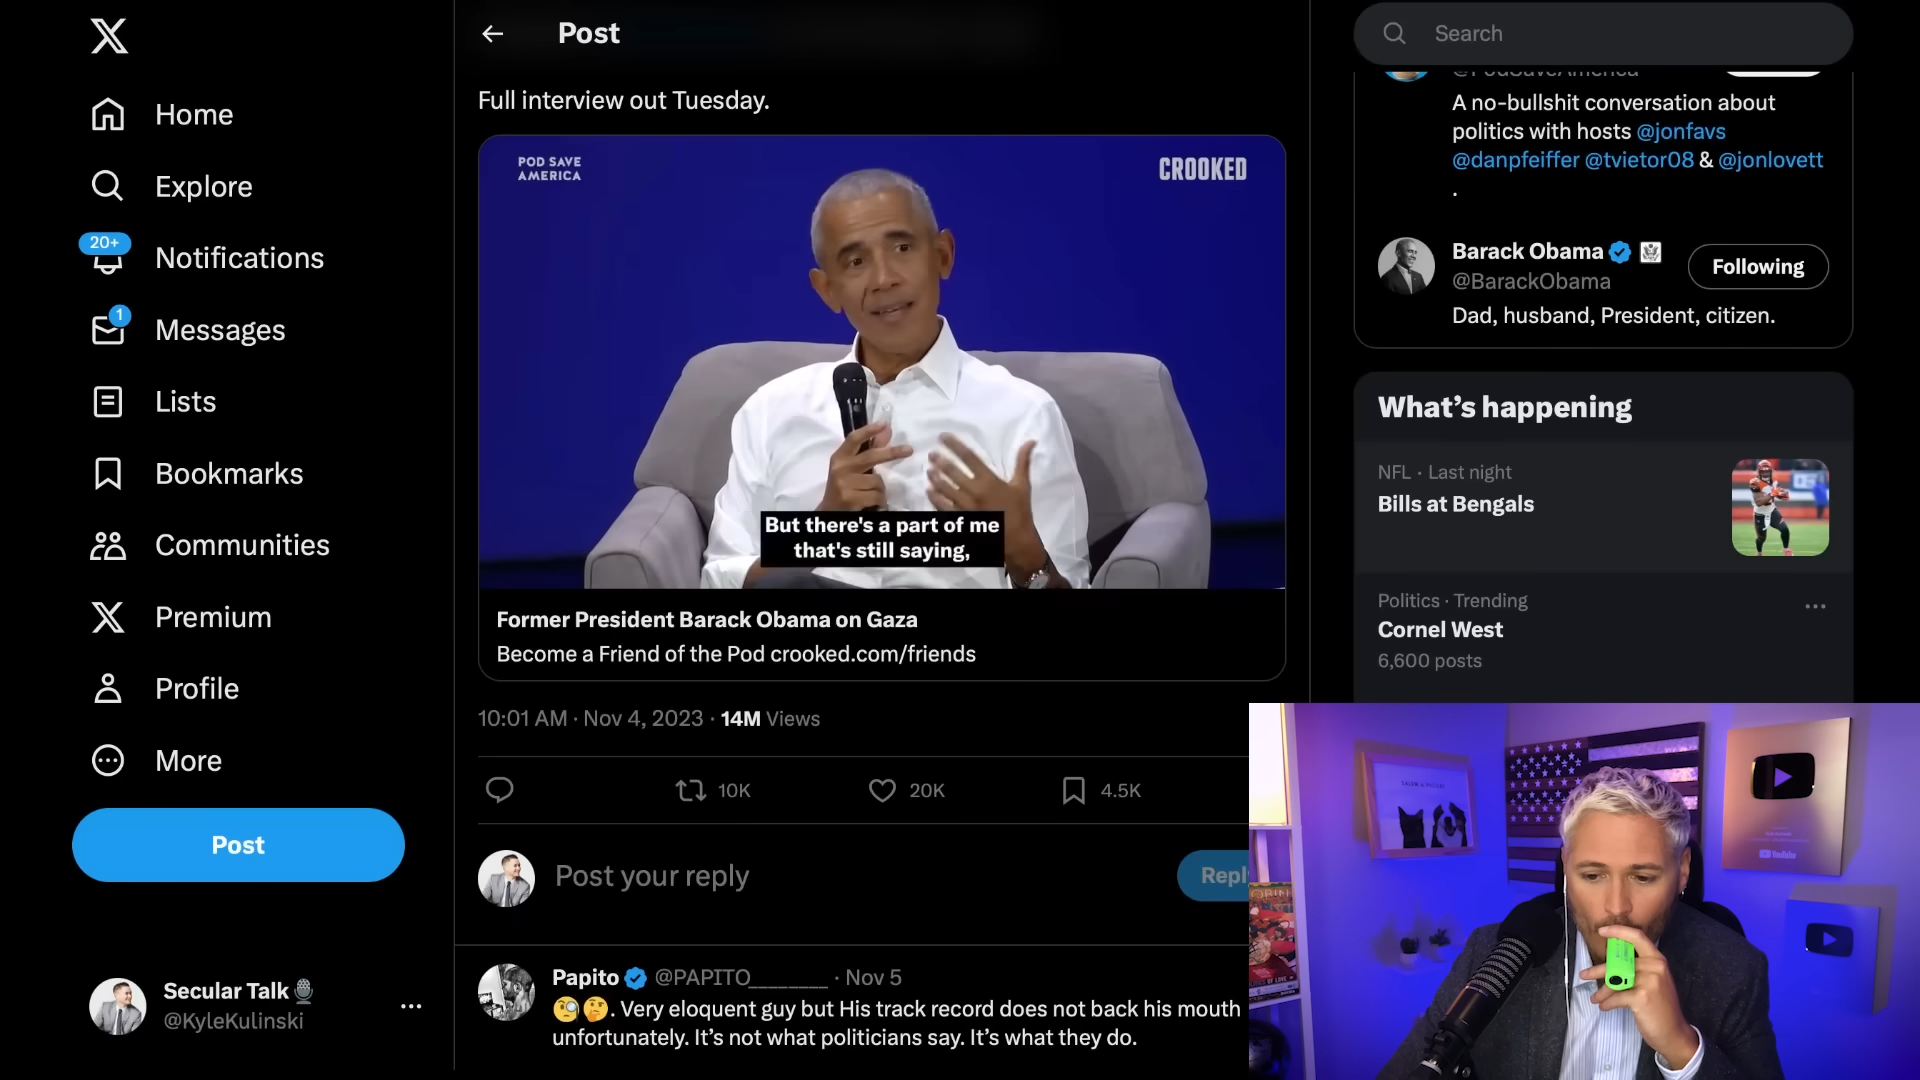 Home
Explore
20+
Notifications
1
Messages
Lists
Bookmarks
Communities
Premium
Profile
More
Post
Secular Talk🎙️
@KyleKulinski
Post
Full interview out Tuesday.
POD SAVE
AMERICA
CROOKED
But there's a part of me
that's still saying,
Former President Barack Obama on Gaza
Become a Friend of the Pod crooked.com/friends
10:01 AM · Nov 4, 2023 · 14M Views
10K
20K
4.5K
Post your reply
Repl
Papito @PAPITO________ · Nov 5
🧐🤔. Very eloquent guy but His track record does not back his mouth
unfortunately. It’s not what politicians say. It’s what they do.
Search
@PodSaveAmerica
A no-bullshit conversation about
politics with hosts @jonfavs
@danpfeiffer @tvietor08 & @jonlovett
.
Barack Obama
@BarackObama
Following
Dad, husband, President, citizen.
What’s happening
NFL · Last night
Bills at Bengals
Politics · Trending
Cornel West
6,600 posts
YouTube